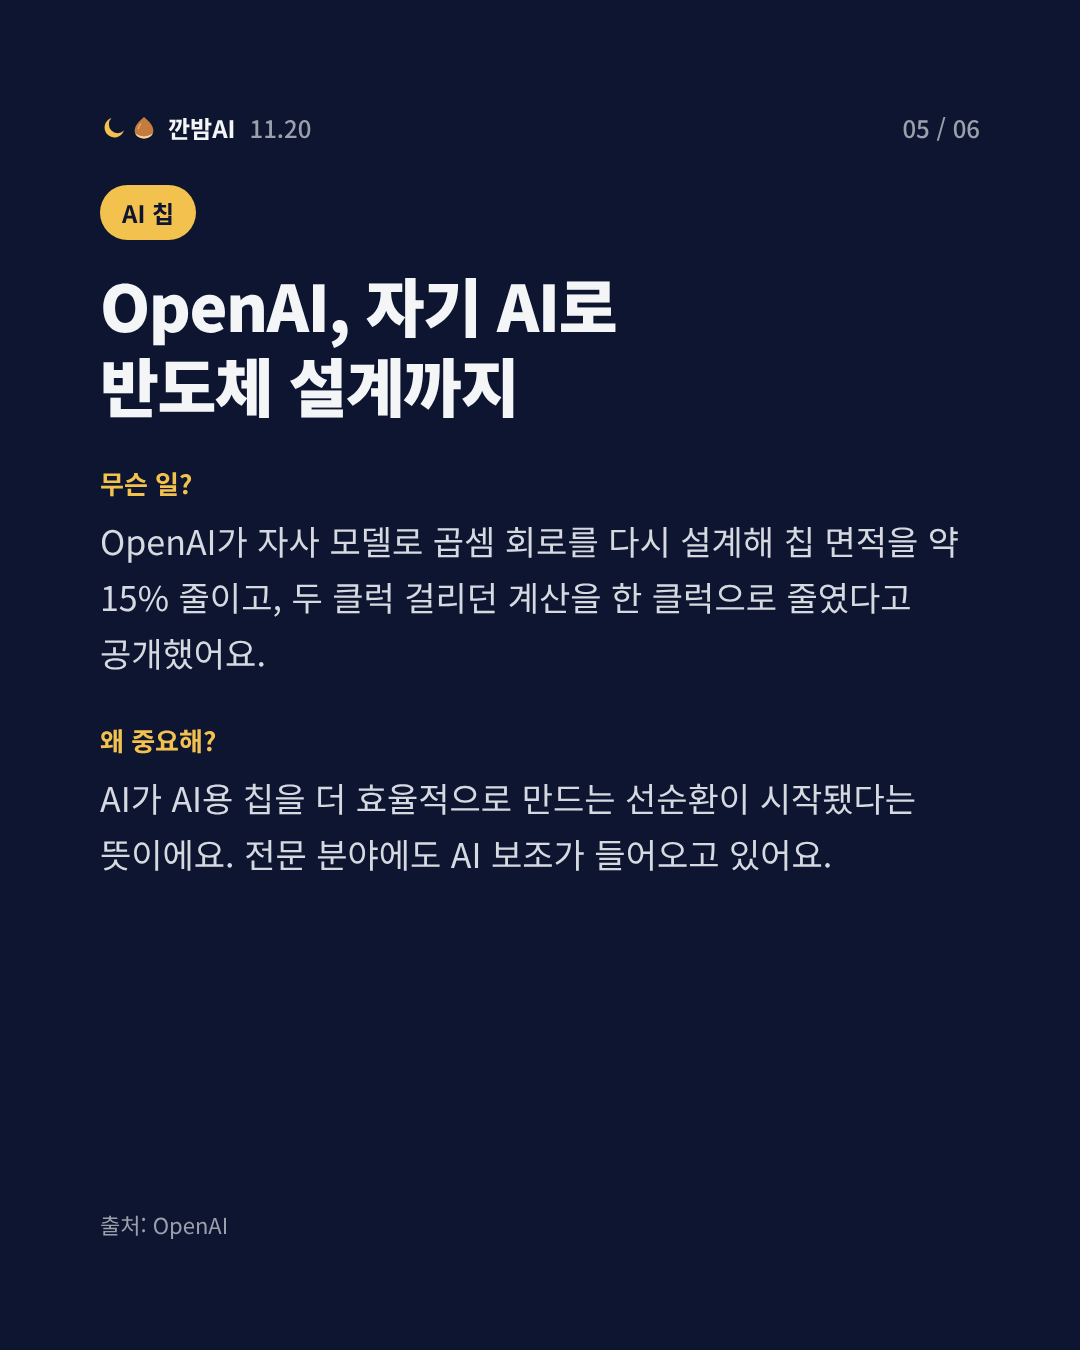 깐밤AI 11.20
05 / 06
AI 칩
OpenAI, 자기 AI로
반도체 설계까지
무슨 일?
OpenAI가 자사 모델로 곱셈 회로를 다시 설계해 칩 면적을 약
15% 줄이고, 두 클럭 걸리던 계산을 한 클럭으로 줄였다고
공개했어요.
왜 중요해?
AI가 AI용 칩을 더 효율적으로 만드는 선순환이 시작됐다는
뜻이에요. 전문 분야에도 AI 보조가 들어오고 있어요.
출처: OpenAI